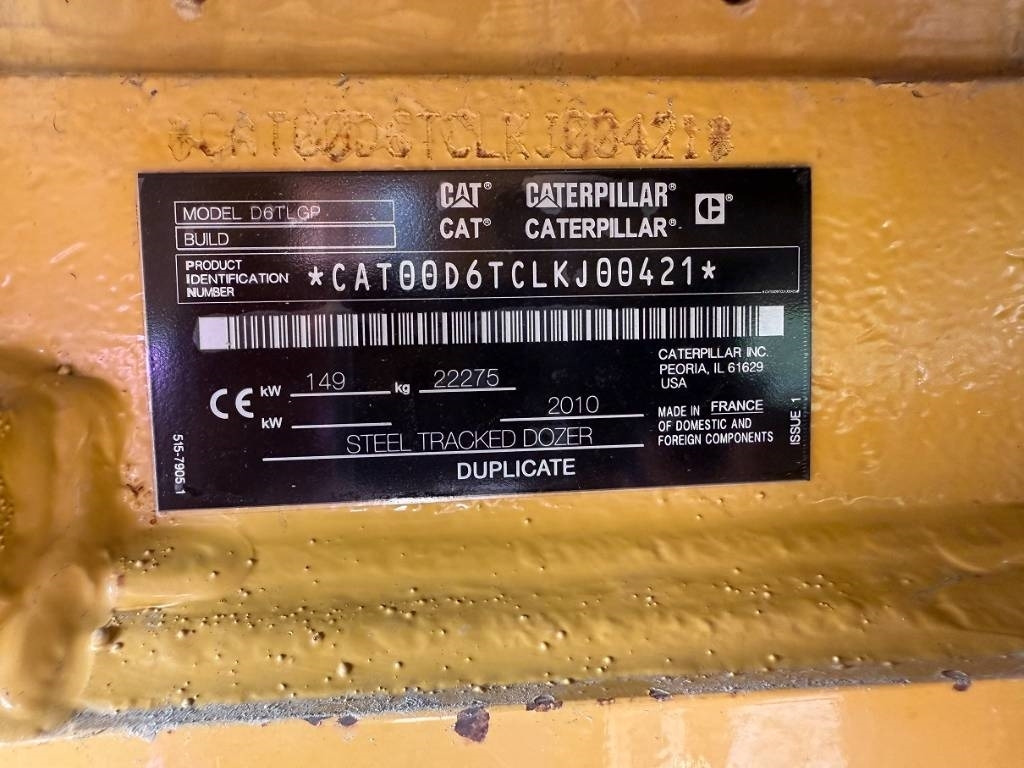 *CAT00D6TCLKJ00421*
CAT® CATERPILLAR® C®
CAT® CATERPILLAR®
MODEL D6TLGP
BUILD
PRODUCT IDENTIFICATION NUMBER *CAT00D6TCLKJ00421*
CATERPILLAR INC.
PEORIA, IL 61629
USA
CE kW 149 kg 22275
kW 2010
MADE IN FRANCE
OF DOMESTIC AND
FOREIGN COMPONENTS
STEEL TRACKED DOZER
DUPLICATE
515-7905 1
ISSUE 1